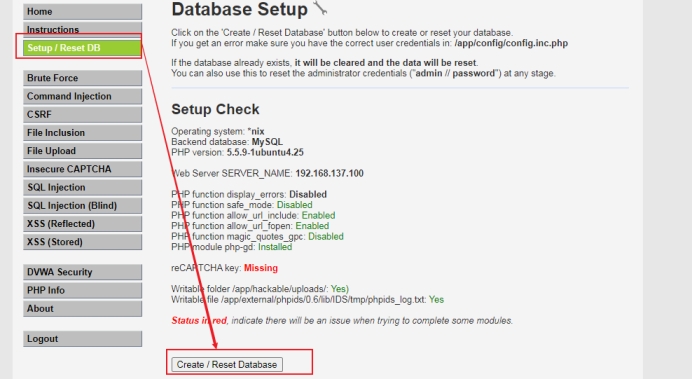 Home
Instructions
Setup / Reset DB
Brute Force
Command Injection
CSRF
File Inclusion
File Upload
Insecure CAPTCHA
SQL Injection
SQL Injection (Blind)
XSS (Reflected)
XSS (Stored)
DVWA Security
PHP Info
About
Logout
Database Setup
Click on the 'Create / Reset Database' button below to create or reset your database.
If you get an error make sure you have the correct user credentials in: /app/config/config.inc.php
If the database already exists, it will be cleared and the data will be reset.
You can also use this to reset the administrator credentials ("admin // password") at any stage.
Setup Check
Operating system: *nix
Backend database: MySQL
PHP version: 5.5.9-1ubuntu4.25
Web Server SERVER_NAME: 192.168.137.100
PHP function display_errors: Disabled
PHP function safe_mode: Disabled
PHP function allow_url_include: Enabled
PHP function allow_url_fopen: Enabled
PHP function magic_quotes_gpc: Disabled
PHP module php-gd: Installed
reCAPTCHA key: Missing
Writable folder /app/hackable/uploads/: Yes)
Writable file /app/external/phpids/0.6/lib/IDS/tmp/phpids_log.txt: Yes
Status in red, indicate there will be an issue when trying to complete some modules.
Create / Reset Database